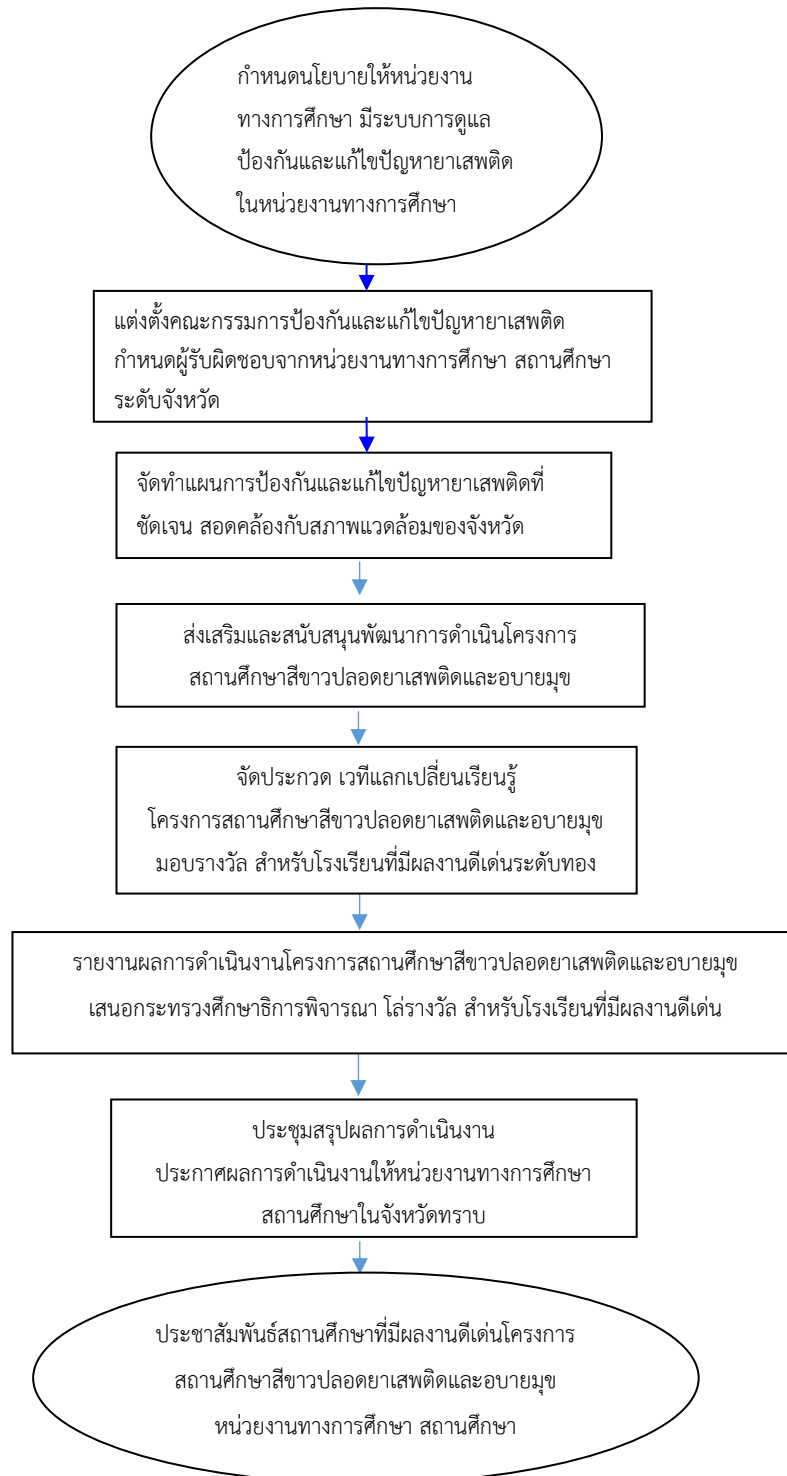 กำหนดนโยบายให้หน่วยงาน
ทางการศึกษา มีระบบการดูแล
ป้องกันและแก้ไขปัญหายาเสพติด
ในหน่วยงานทางการศึกษา
แต่งตั้งคณะกรรมการป้องกันและแก้ไขปัญหายาเสพติด
กำหนดผู้รับผิดชอบจากหน่วยงานทางการศึกษา สถานศึกษา
ระดับจังหวัด
จัดทำแผนการป้องกันและแก้ไขปัญหายาเสพติดที่
ชัดเจน สอดคล้องกับสภาพแวดล้อมของจังหวัด
ส่งเสริมและสนับสนุนพัฒนาการดำเนินโครงการ
สถานศึกษาสีขาวปลอดยาเสพติดและอบายมุข
จัดประกวด เวทีแลกเปลี่ยนเรียนรู้
โครงการสถานศึกษาสีขาวปลอดยาเสพติดและอบายมุข
มอบรางวัล สำหรับโรงเรียนที่มีผลงานดีเด่นระดับทอง
รายงานผลการดำเนินงานโครงการสถานศึกษาสีขาวปลอดยาเสพติดและอบายมุข
เสนอกระทรวงศึกษาธิการพิจารณา โล่รางวัล สำหรับโรงเรียนที่มีผลงานดีเด่น
ประชุมสรุปผลการดำเนินงาน
ประกาศผลการดำเนินงานให้หน่วยงานทางการศึกษา
สถานศึกษาในจังหวัดทราบ
ประชาสัมพันธ์สถานศึกษาที่มีผลงานดีเด่นโครงการ
สถานศึกษาสีขาวปลอดยาเสพติดและอบายมุข
หน่วยงานทางการศึกษา สถานศึกษา